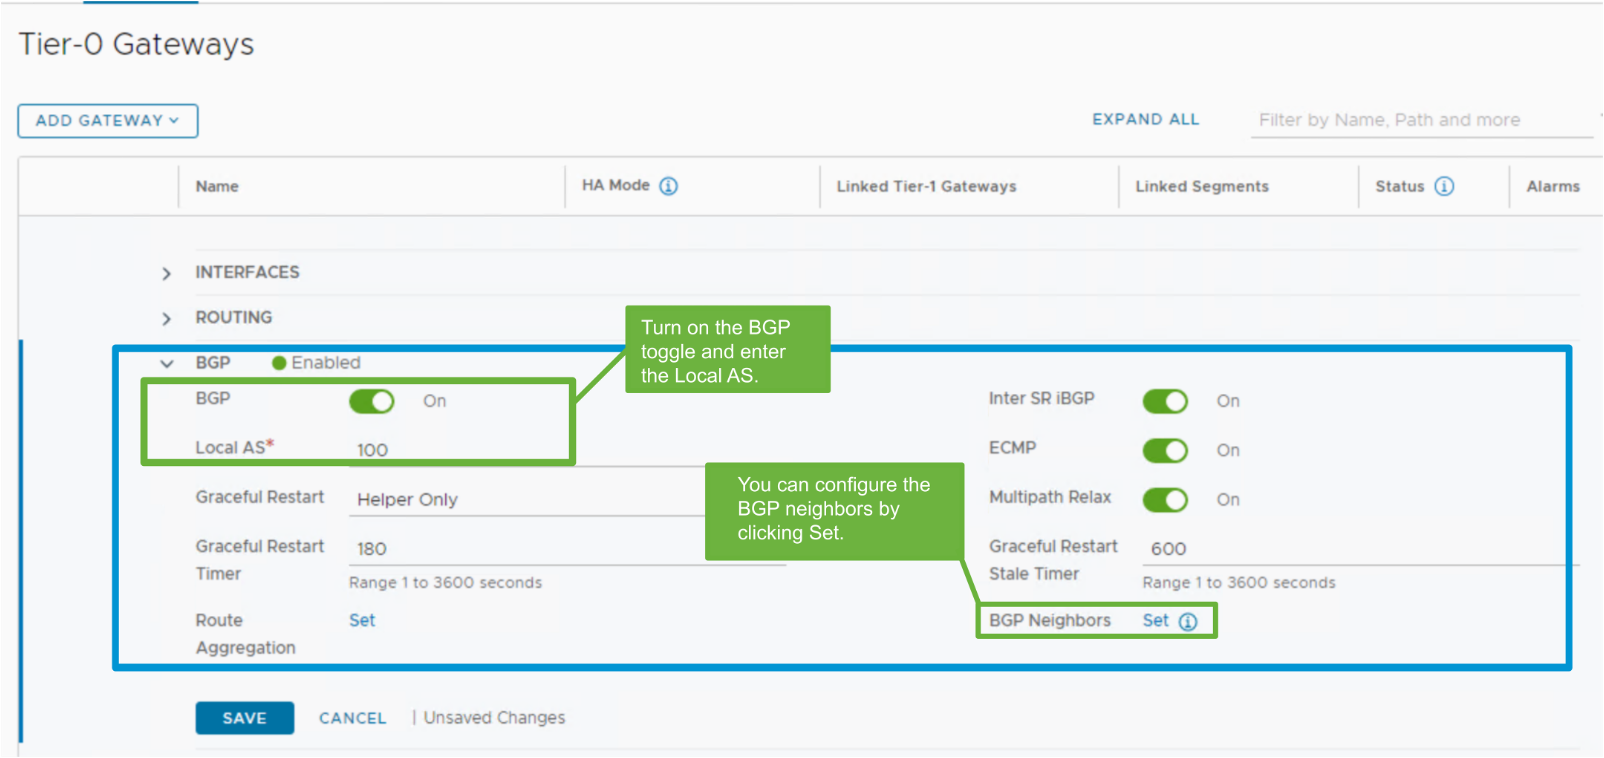 Tier-0 Gateways
ADD GATEWAY
EXPAND ALL
Filter by Name, Path and more
Name
HA Mode
Linked Tier-1 Gateways
Linked Segments
Status
Alarms
INTERFACES
ROUTING
Turn on the BGP
toggle and enter
the Local AS.
BGP
Enabled
BGP
On
Inter SR iBGP
On
Local AS*
100
ECMP
On
You can configure the
BGP neighbors by
clicking Set.
Graceful Restart
Helper Only
Multipath Relax
On
Graceful Restart
Timer
180
Range 1 to 3600 seconds
Graceful Restart
Stale Timer
600
Range 1 to 3600 seconds
Route
Aggregation
Set
BGP Neighbors
Set
SAVE
CANCEL
| Unsaved Changes